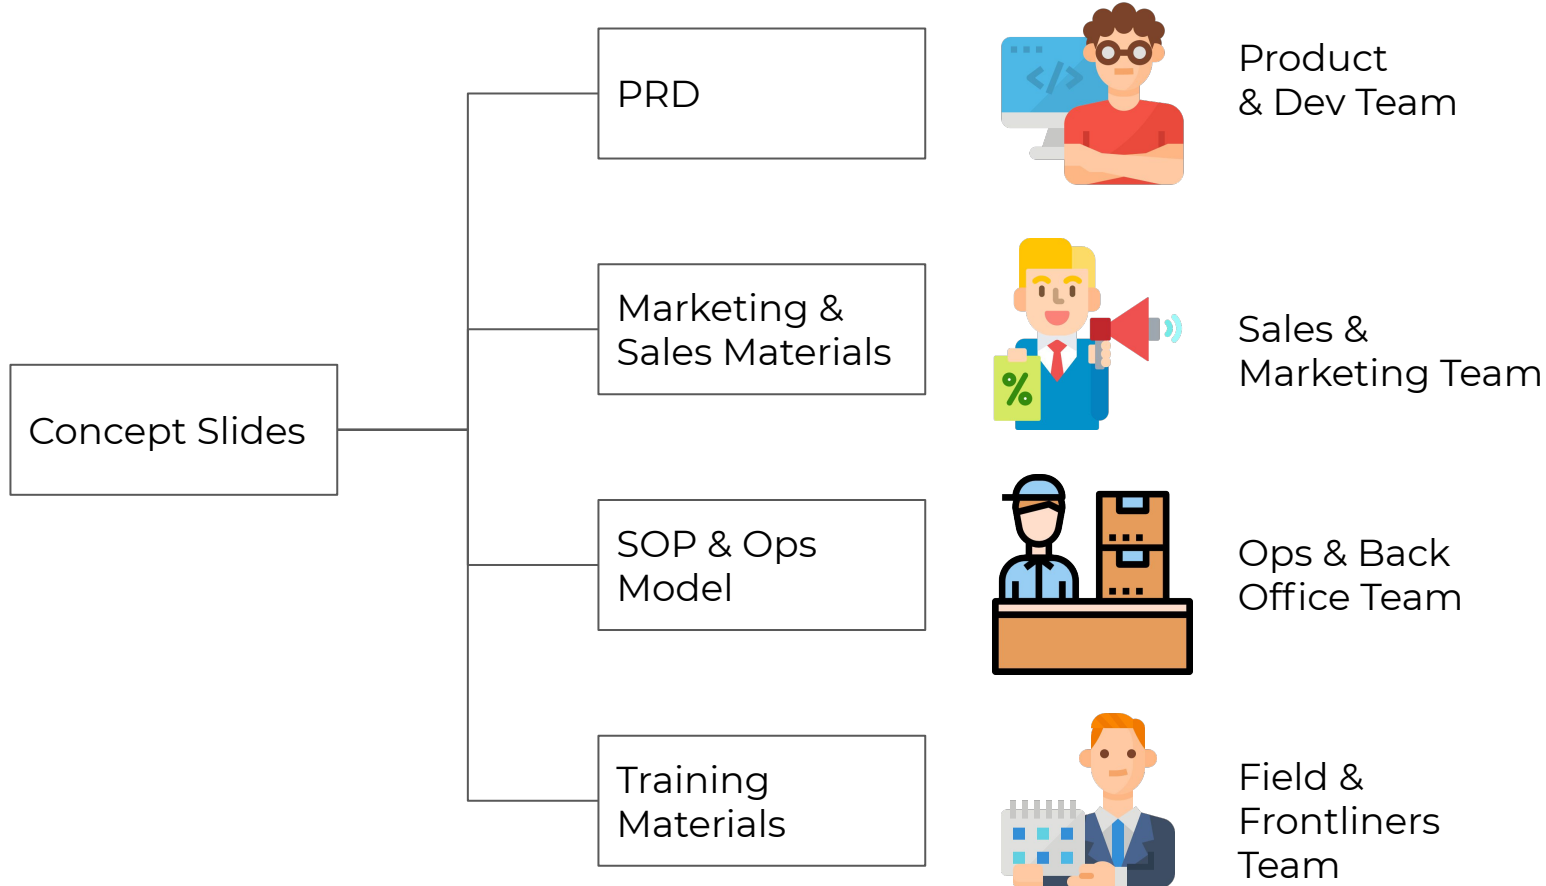 PRD
Product
& Dev Team
Marketing &
Sales Materials
%
Sales &
Marketing Team
Concept Slides
SOP & Ops
Model
Ops & Back
Office Team
Training
Materials
Field &
Frontliners
Team